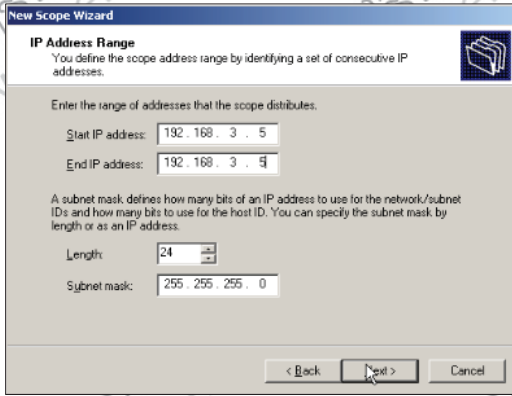 New Scope Wizard
IP Address Range
You define the scope address range by identifying a set of consecutive IP
addresses.
Enter the range of addresses that the scope distributes.
Start IP address: 192 . 168 . 3 . 5
End IP address: 192 . 168 . 3 . 5
A subnet mask defines how many bits of an IP address to use for the network/subnet
IDs and how many bits to use for the host ID. You can specify the subnet mask by
length or as an IP address.
Length: 24
Subnet mask: 255 . 255 . 255 . 0
< Back Next > Cancel